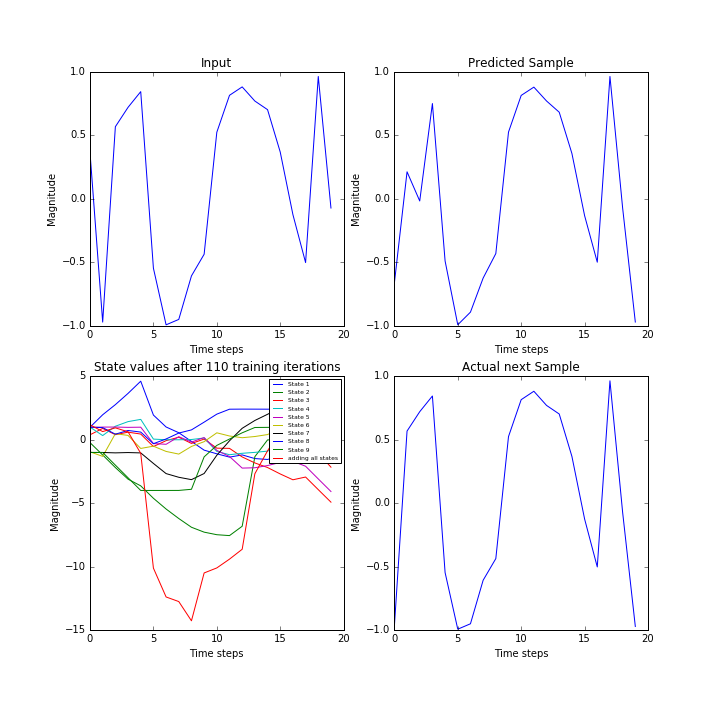 Input
Predicted Sample
1.0
0.5
0.0
−0.5
−1.0
Magnitude
0
5
10
15
20
Time steps
1.0
0.5
0.0
−0.5
−1.0
Magnitude
0
5
10
15
20
Time steps
State values after 110 training iterations
Actual next Sample
5
0
−5
−10
−15
Magnitude
0
5
10
15
20
Time steps
State 1
State 2
State 3
State 4
State 5
State 6
State 7
State 8
State 9
adding all states
1.0
0.5
0.0
−0.5
−1.0
Magnitude
0
5
10
15
20
Time steps